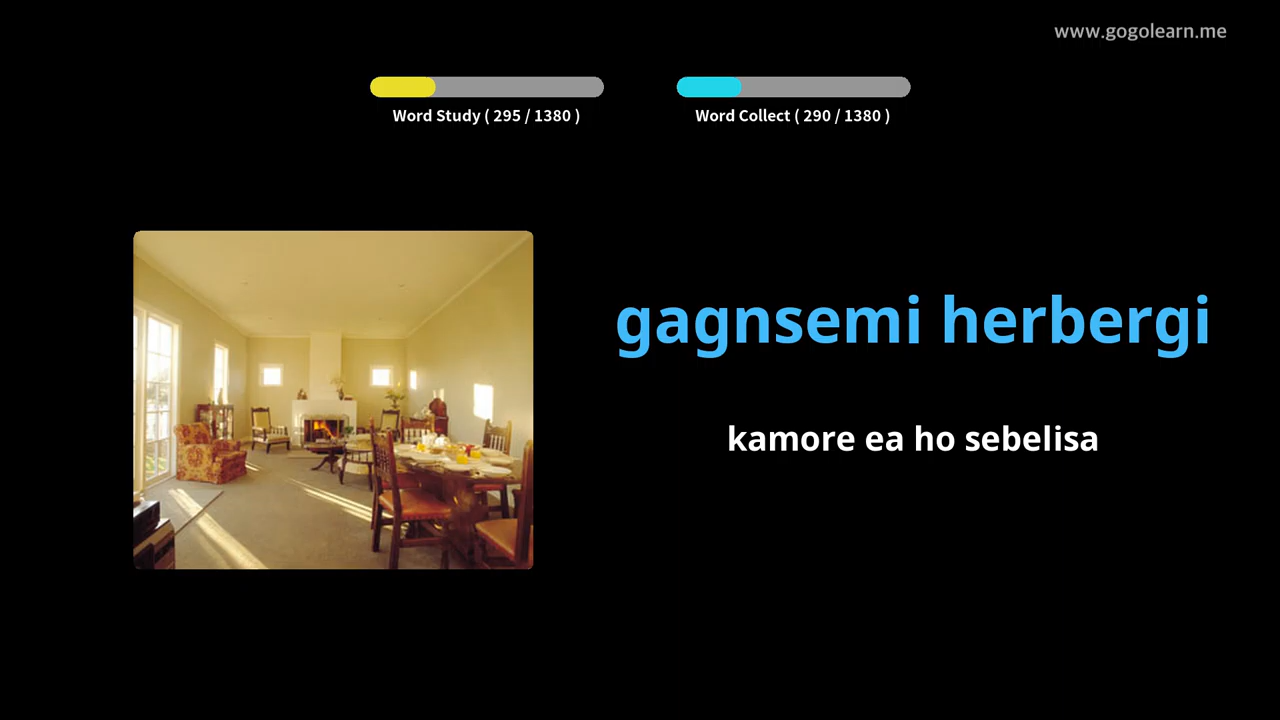 www.gogolearn.me
Word Study ( 295 / 1380 )
Word Collect ( 290 / 1380 )
gagnsemi herbergi
kamore ea ho sebelisa